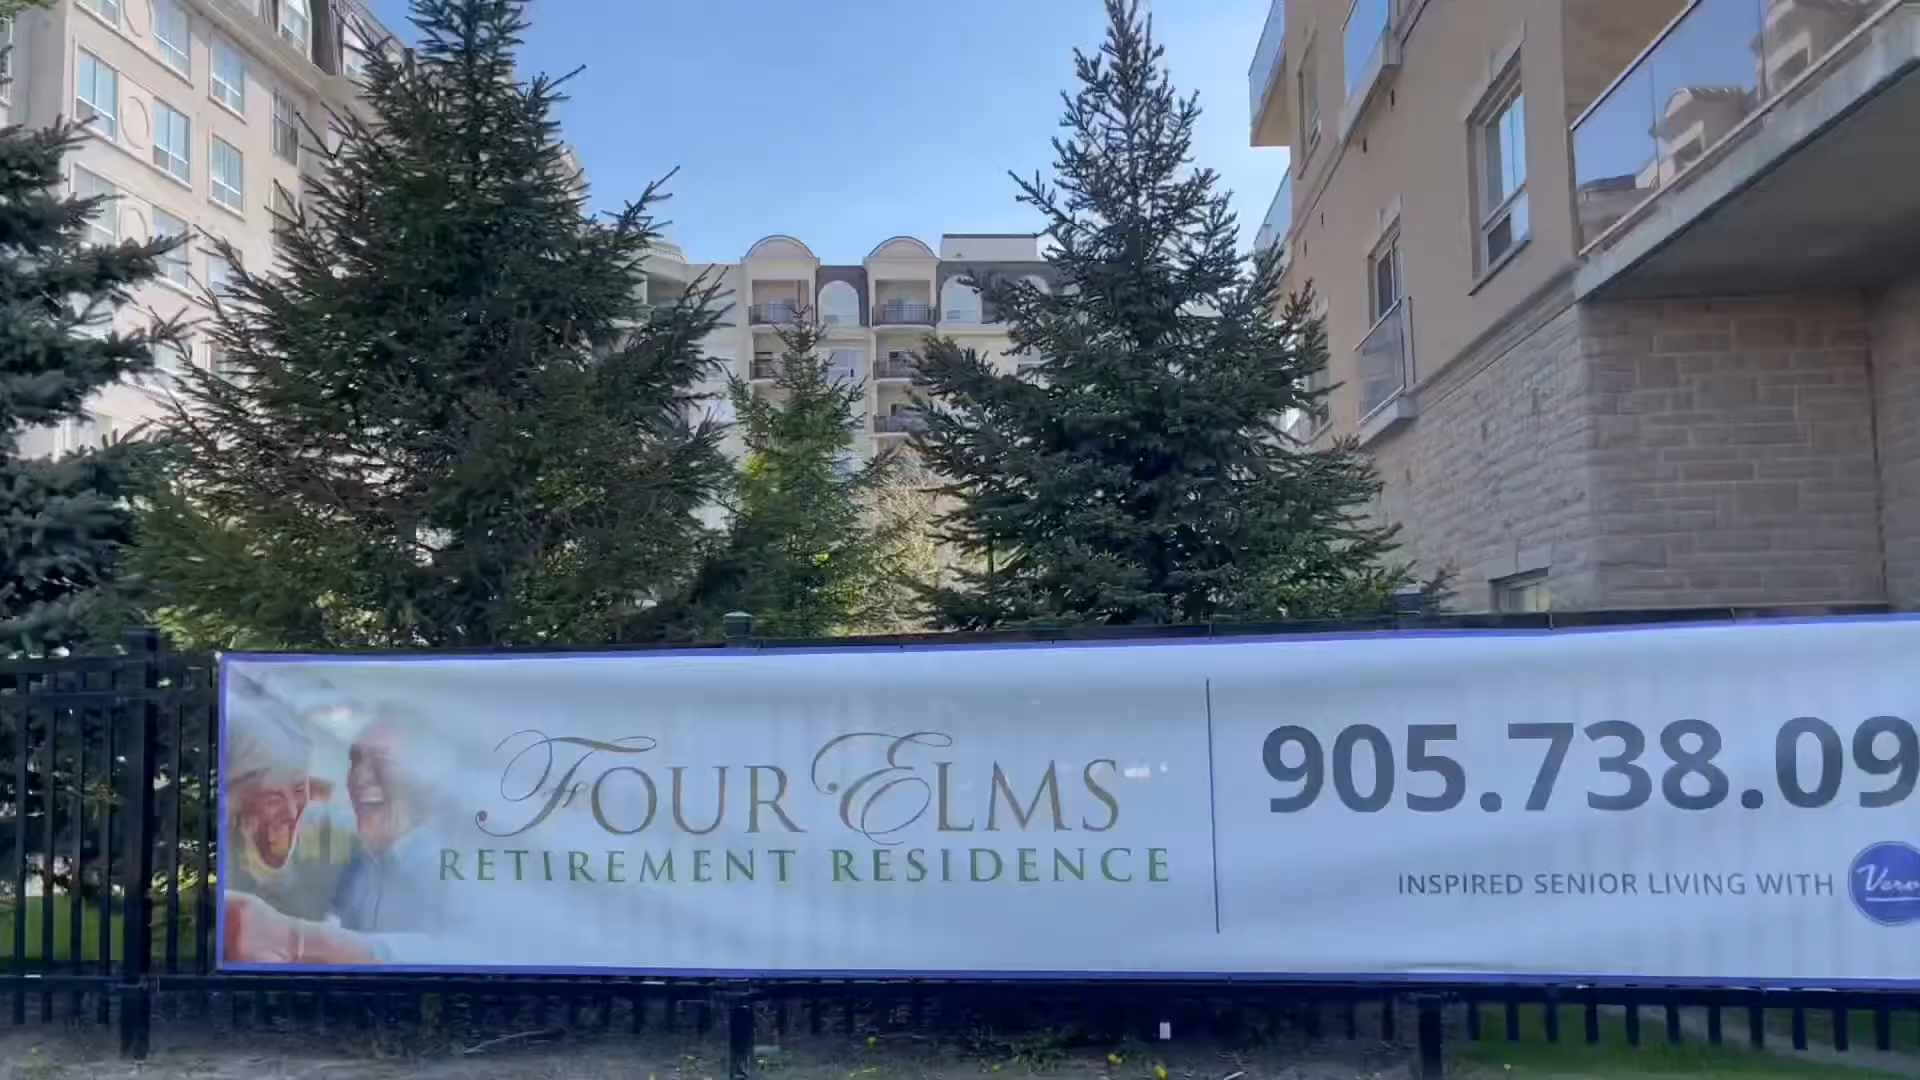 FOUR ELMS
RETIREMENT RESIDENCE
905.738.09
INSPIRED SENIOR LIVING WITH